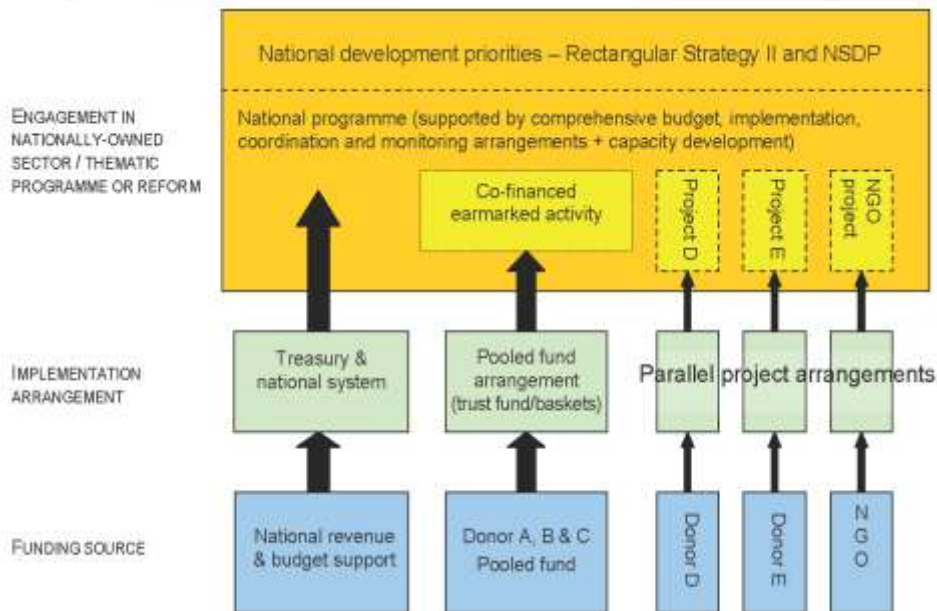 National development priorities – Rectangular Strategy II and NSDP
ENGAGEMENT IN
NATIONALLY-OWNED
SECTOR / THEMATIC
PROGRAMME OR REFORM
National programme (supported by comprehensive budget, implementation,
coordination and monitoring arrangements + capacity development)
Co-financed
earmarked activity
Project D
Project E
NGO
project
IMPLEMENTATION
ARRANGEMENT
Treasury &
national system
Pooled fund
arrangement
(trust fund/baskets)
Parallel project arrangements
FUNDING SOURCE
National revenue
& budget support
Donor A, B & C
Pooled fund
Donor D
Donor E
NGO